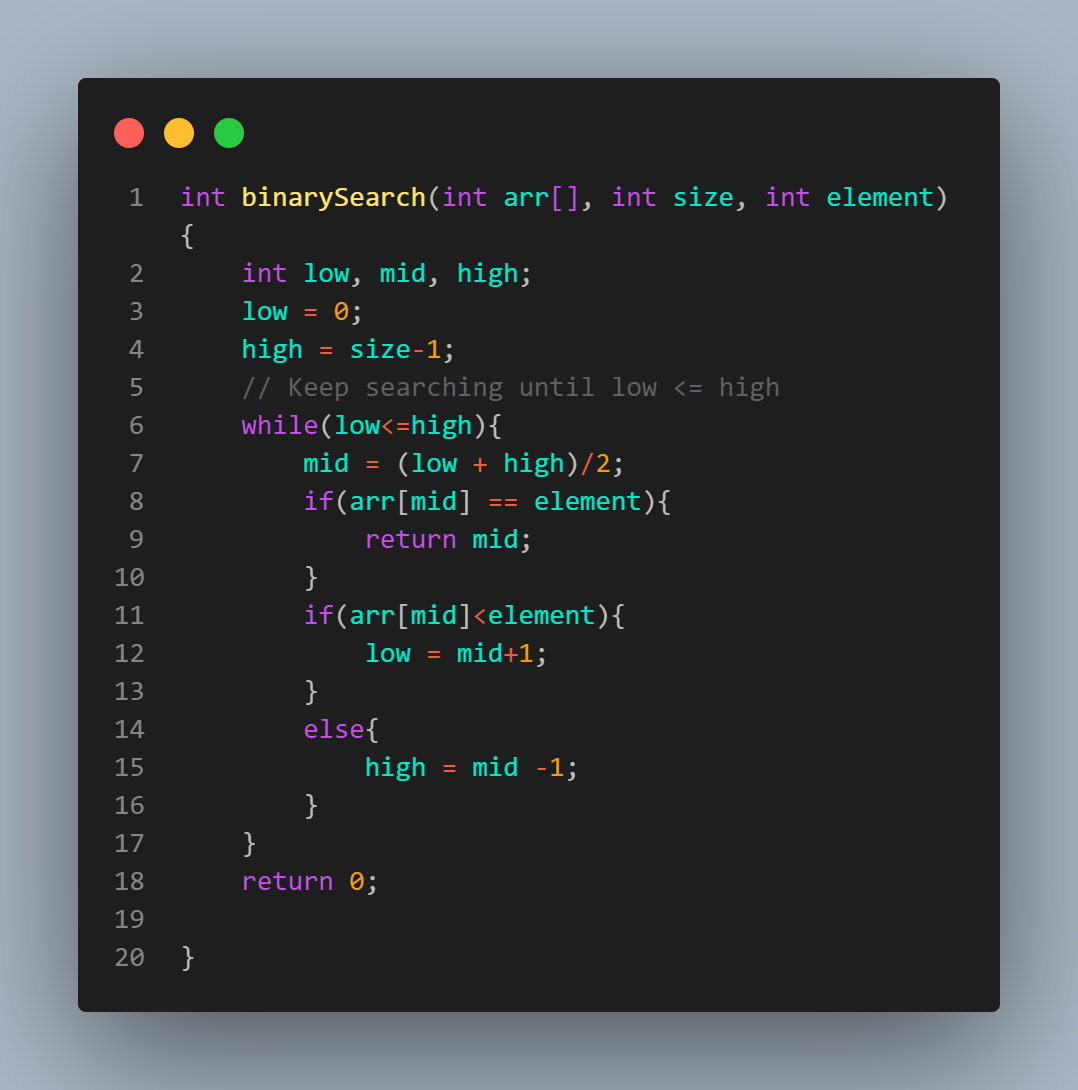 1 int binarySearch(int arr[], int size, int element)
{
2     int low, mid, high;
3     low = 0;
4     high = size-1;
5     // Keep searching until low <= high
6     while(low<=high){
7         mid = (low + high)/2;
8         if(arr[mid] == element){
9             return mid;
10         }
11         if(arr[mid]<element){
12             low = mid+1;
13         }
14         else{
15             high = mid -1;
16         }
17     }
18     return 0;
19
20 }